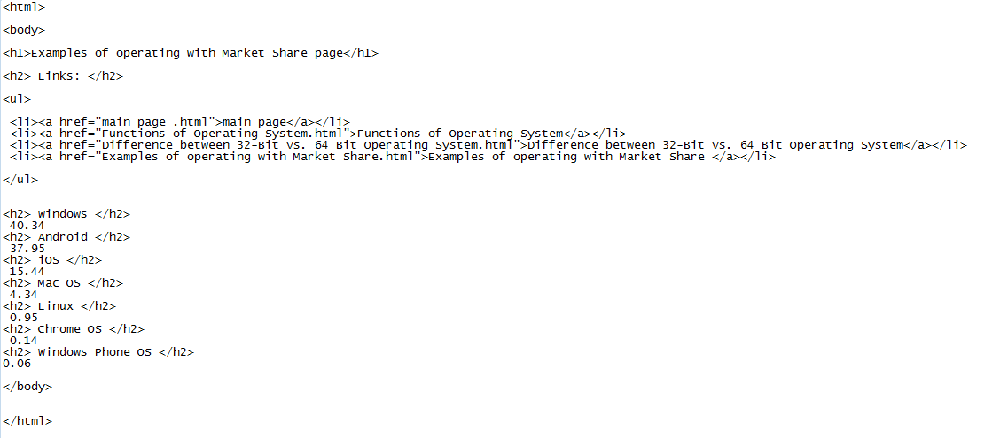 <html>
<body>
<h1>Examples of operating with Market Share page</h1>
<h2> Links: </h2>
<ul>
<li><a href="main page .html">main page</a></li>
<li><a href="Functions of Operating System.html">Functions of Operating System</a></li>
<li><a href="Difference between 32-Bit vs. 64 Bit Operating System.html">Difference between 32-Bit vs. 64 Bit Operating System</a></li>
<li><a href="Examples of operating with Market Share.html">Examples of operating with Market Share </a></li>
</ul>
<h2> Windows </h2>
40.34
<h2> Android </h2>
37.95
<h2> iOS </h2>
15.44
<h2> Mac OS </h2>
4.34
<h2> Linux </h2>
0.95
<h2> Chrome OS </h2>
0.14
<h2> Windows Phone OS </h2>
0.06
</body>
</html>